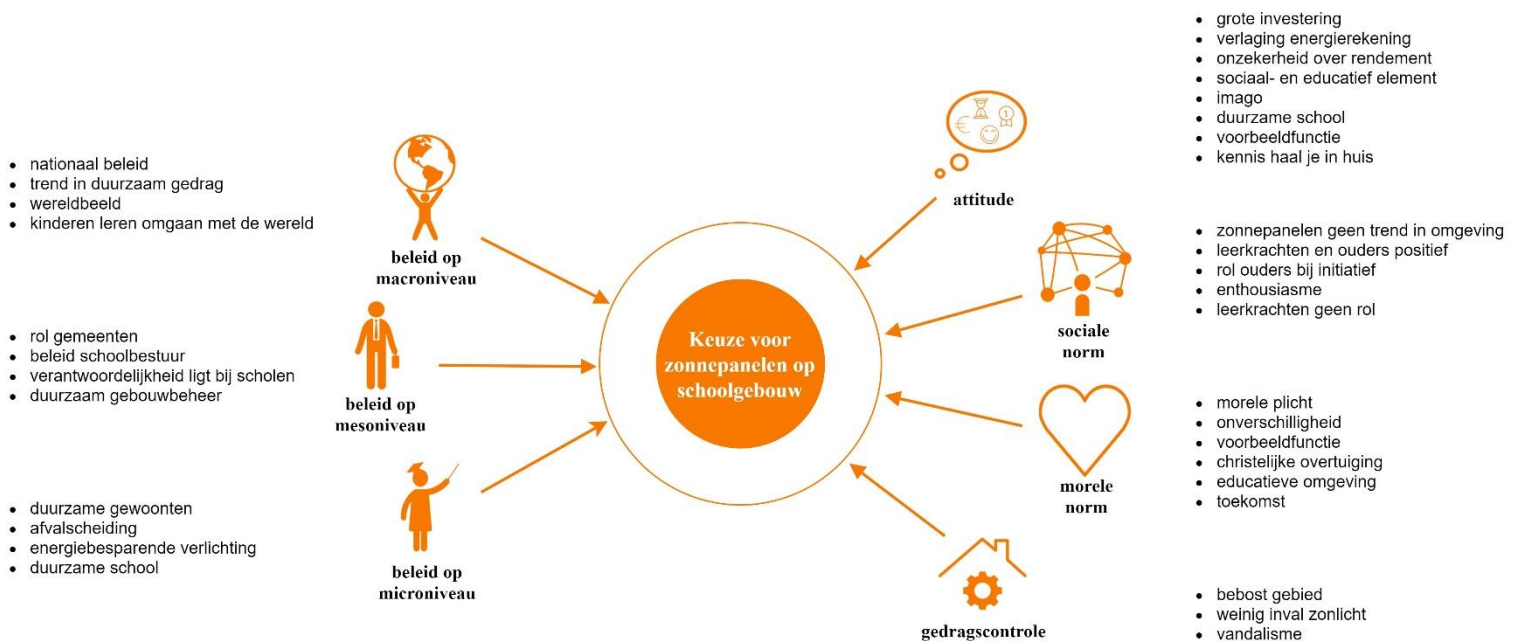 • nationaal beleid
• trend in duurzaam gedrag
• wereldbeeld
• kinderen leren omgaan met de wereld
beleid op
macroniveau
• rol gemeenten
• beleid schoolbestuur
• verantwoordelijkheid ligt bij scholen
• duurzaam gebouwbeheer
beleid op
mesoniveau
• duurzame gewoonten
• afvalscheiding
• energiebesparende verlichting
• duurzame school
beleid op
microniveau
Keuze voor
zonnepanelen op
schoolgebouw
€
1
attitude
• grote investering
• verlaging energierekening
• onzekerheid over rendement
• sociaal- en educatief element
• imago
• duurzame school
• voorbeeldfunctie
• kennis haal je in huis
sociale
norm
• zonnepanelen geen trend in omgeving
• leerkrachten en ouders positief
• rol ouders bij initiatief
• enthousiasme
• leerkrachten geen rol
morele
norm
• morele plicht
• onverschilligheid
• voorbeeldfunctie
• christelijke overtuiging
• educatieve omgeving
• toekomst
gedragscontrole
• bebost gebied
• weinig inval zonlicht
• vandalisme